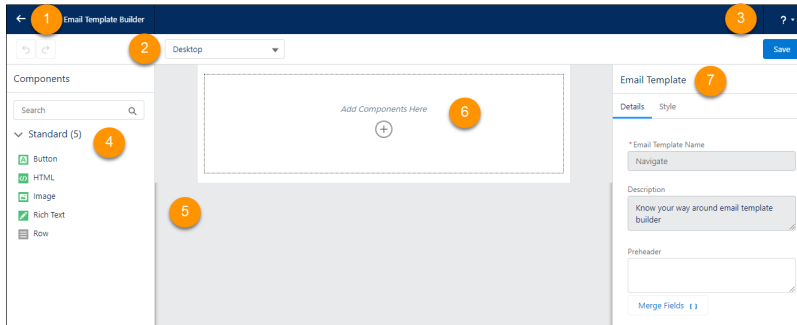 1 Email Template Builder 3 ?
2 Desktop Save
Components
Search
Standard (5)
4
Button
HTML
Image
Rich Text
Row
Add Components Here
6
5
Email Template 7
Details Style
*Email Template Name
Navigate
Description
Know your way around email template
builder
Preheader
Merge Fields { }